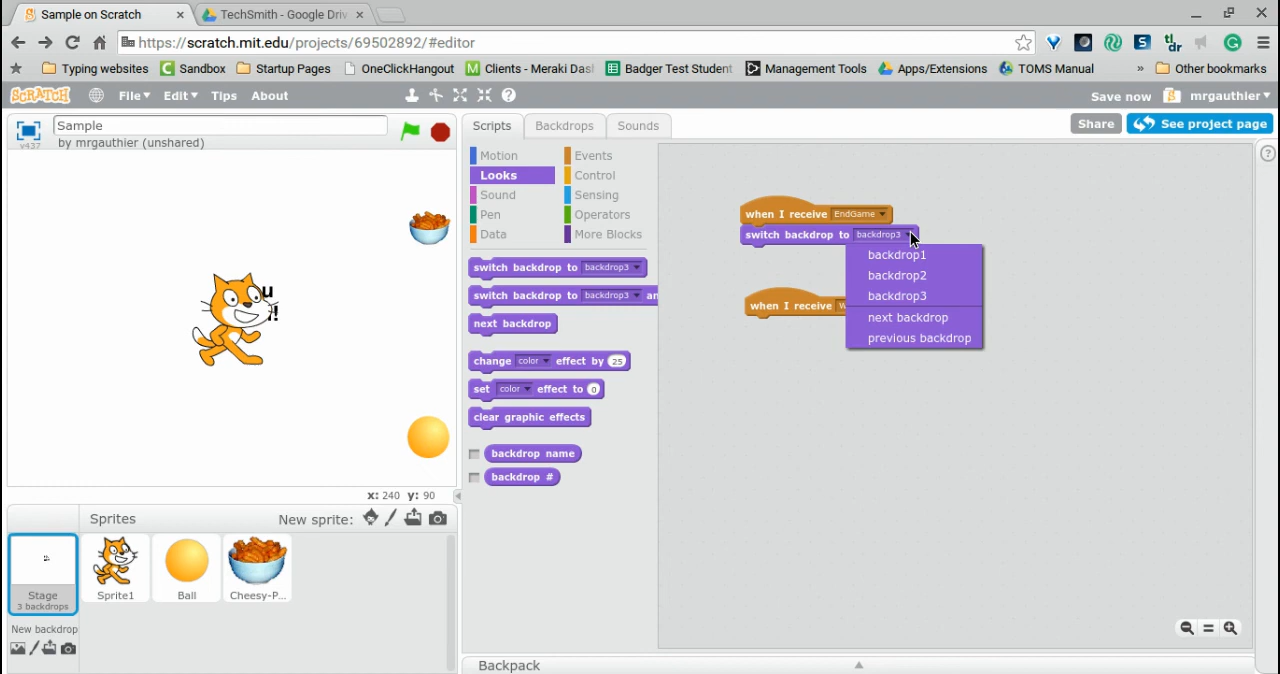 Sample on Scratch
TechSmith - Google Driv
https://scratch.mit.edu/projects/69502892/#editor
Typing websites Sandbox Startup Pages OneClickHangout Clients - Meraki Das Badger Test Student Management Tools Apps/Extensions TOMS Manual » Other bookmarks
SCRATCH File Edit Tips About Save now mrgauthier
v437
Sample
by mrgauthier (unshared)
Scripts Backdrops Sounds Share See project page
Motion Events
Looks Control
Sound Sensing
Pen Operators
Data More Blocks
switch backdrop to backdrop3
switch backdrop to backdrop3 an
next backdrop
change color effect by 25
set color effect to 0
clear graphic effects
backdrop name
backdrop #
when I receive EndGame
switch backdrop to backdrop3
backdrop1
backdrop2
backdrop3
next backdrop
previous backdrop
when I receive W
u
!!
x: 240 y: 90
Sprites New sprite:
Stage
3 backdrops
Sprite1
Ball
Cheesy-P...
New backdrop
Backpack